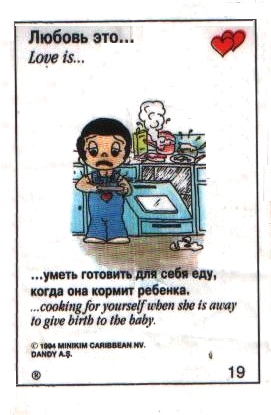 Любовь это...
Love is...
...уметь готовить для себя еду,
когда она кормит ребенка.
...cooking for yourself when she is away
to give birth to the baby.
© 1994 MINIKIM CARIBBEAN NV.
DANDY A.Ş.
® 19